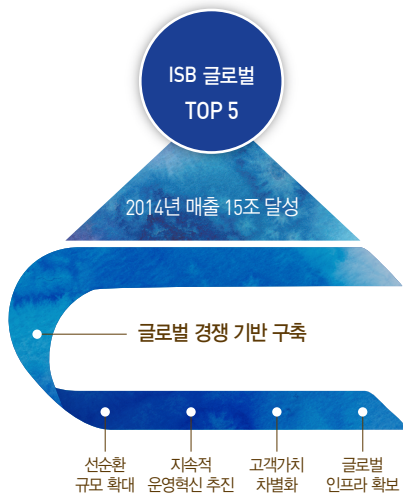 ISB 글로벌
TOP 5
2014년 매출 15조 달성
글로벌 경쟁 기반 구축
선순환
규모 확대
지속적
운영혁신 추진
고객가치
차별화
글로벌
인프라 확보